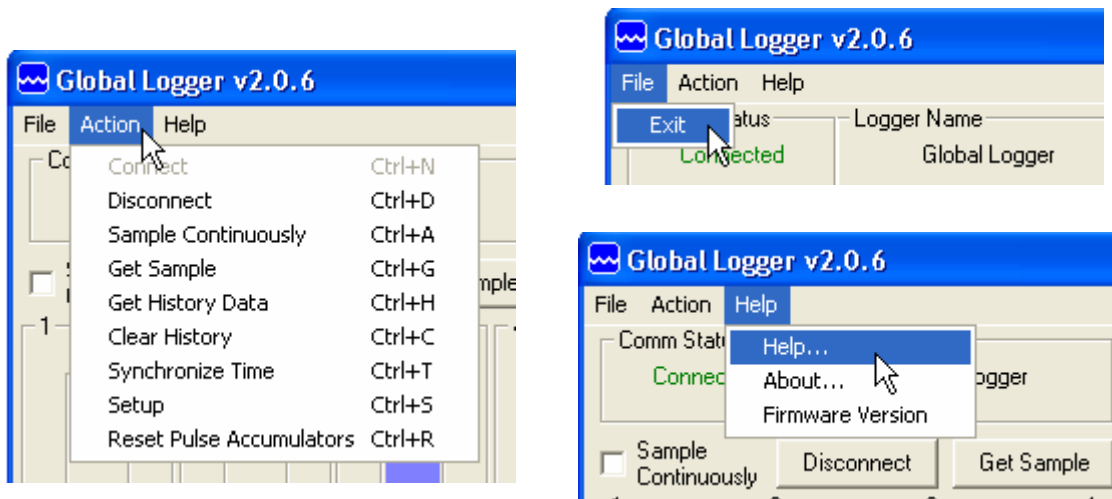 Global Logger v2.0.6
File Action Help
Connect Ctrl+N
Disconnect Ctrl+D
Sample Continuously Ctrl+A
Get Sample Ctrl+G
Get History Data Ctrl+H
Clear History Ctrl+C
Synchronize Time Ctrl+T
Setup Ctrl+S
Reset Pulse Accumulators Ctrl+R
1
Global Logger v2.0.6
File Action Help
Exit
Logger Name
Connected Global Logger
Global Logger v2.0.6
File Action Help
Help...
About...
Firmware Version
Sample
Continuously
Disconnect Get Sample